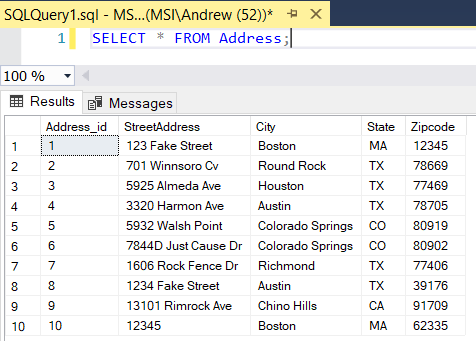 SQLQuery1.sql - MS...(MSI\Andrew (52))*
1 SELECT * FROM Address;
100 %
Results Messages
Address_id StreetAddress City State Zipcode
1 1 123 Fake Street Boston MA 12345
2 2 701 Winnsoro Cv Round Rock TX 78669
3 3 5925 Almeda Ave Houston TX 77469
4 4 3320 Harmon Ave Austin TX 78705
5 5 5932 Walsh Point Colorado Springs CO 80919
6 6 7844D Just Cause Dr Colorado Springs CO 80902
7 7 1606 Rock Fence Dr Richmond TX 77406
8 8 1234 Fake Street Austin TX 39176
9 9 13101 Rimrock Ave Chino Hills CA 91709
10 10 12345 Boston MA 62335